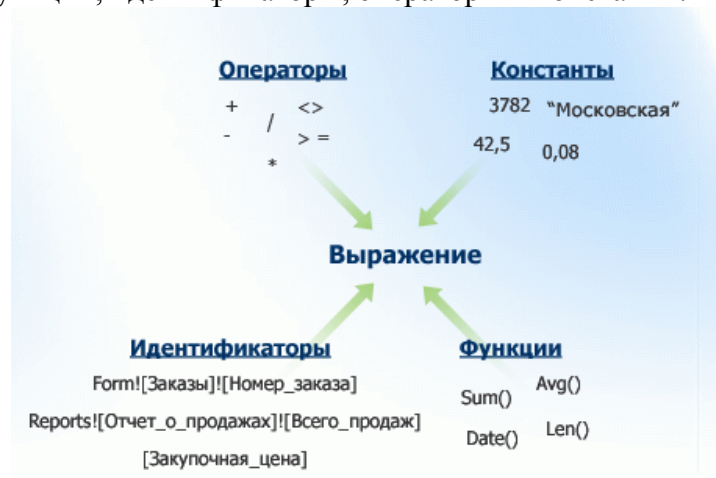 Операторы
+ <>
/
- > =
*
Константы
3782 “Московская”
42,5 0,08
Выражение
Идентификаторы
Form![Заказы]![Номер_заказа]
Reports![Отчет_о_продажах]![Всего_продаж]
[Закупочная_цена]
Функции
Sum() Avg()
Date() Len()